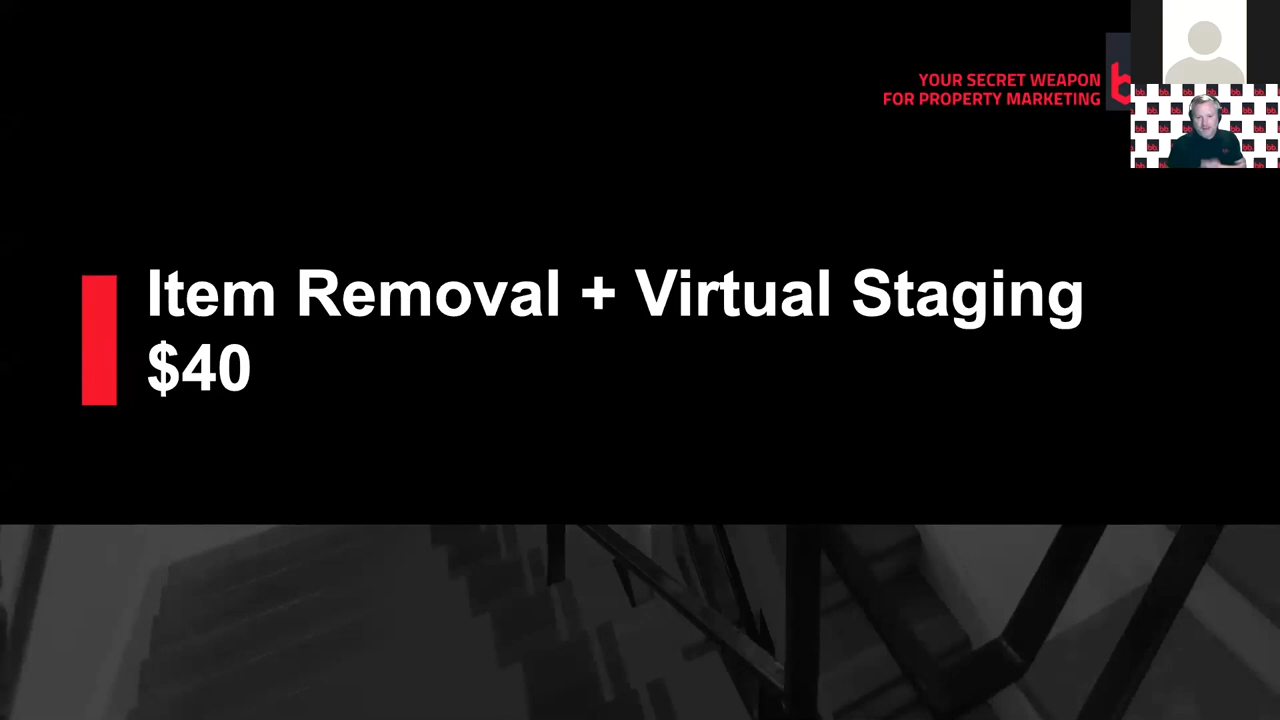 YOUR SECRET WEAPON
FOR PROPERTY MARKETING
Item Removal + Virtual Staging
$40